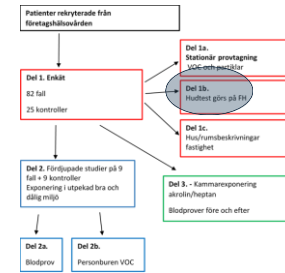 Patienter rekryterade från
företagshälsovården
Del 1a.
Stationär provtagning
VOC och partiklar
Del 1. Enkät
82 fall
25 kontroller
Del 1b.
Hudtest görs på FH
Del 1c.
Hus/rumsbeskrivningar
fastighet
Del 2. Fördjupade studier på 9
fall + 9 kontroller
Exponering i utpekad bra och
dålig miljö
Del 3. - Kammarexponering
akrolin/heptan
Blodprover före och efter
Del 2a.
Blodprov
Del 2b.
Personburen VOC